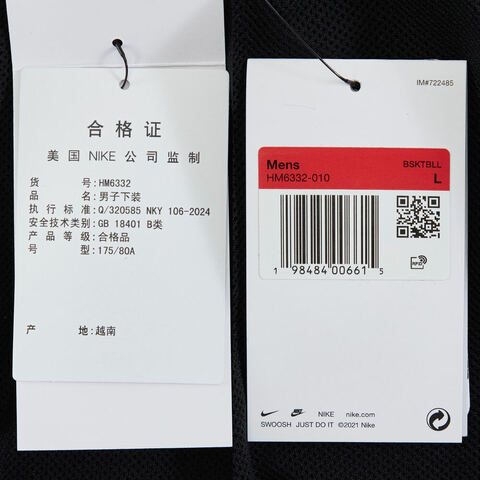 合格证
美国 NIKE 公司监制
货 号:HM6332
品 名:男子下装
执行标准:Q/320585 NKY 106-2024
安全技术类别:GB 18401 B类
产品等级:合格品
号 型:175/80A
产 地:越南
IM#722485
Mens
BSKTBLL
HM6332-010
L
1 98484 00661 5
RFID
NIKE nike.com
SWOOSH JUST DO IT ©2021 Nike